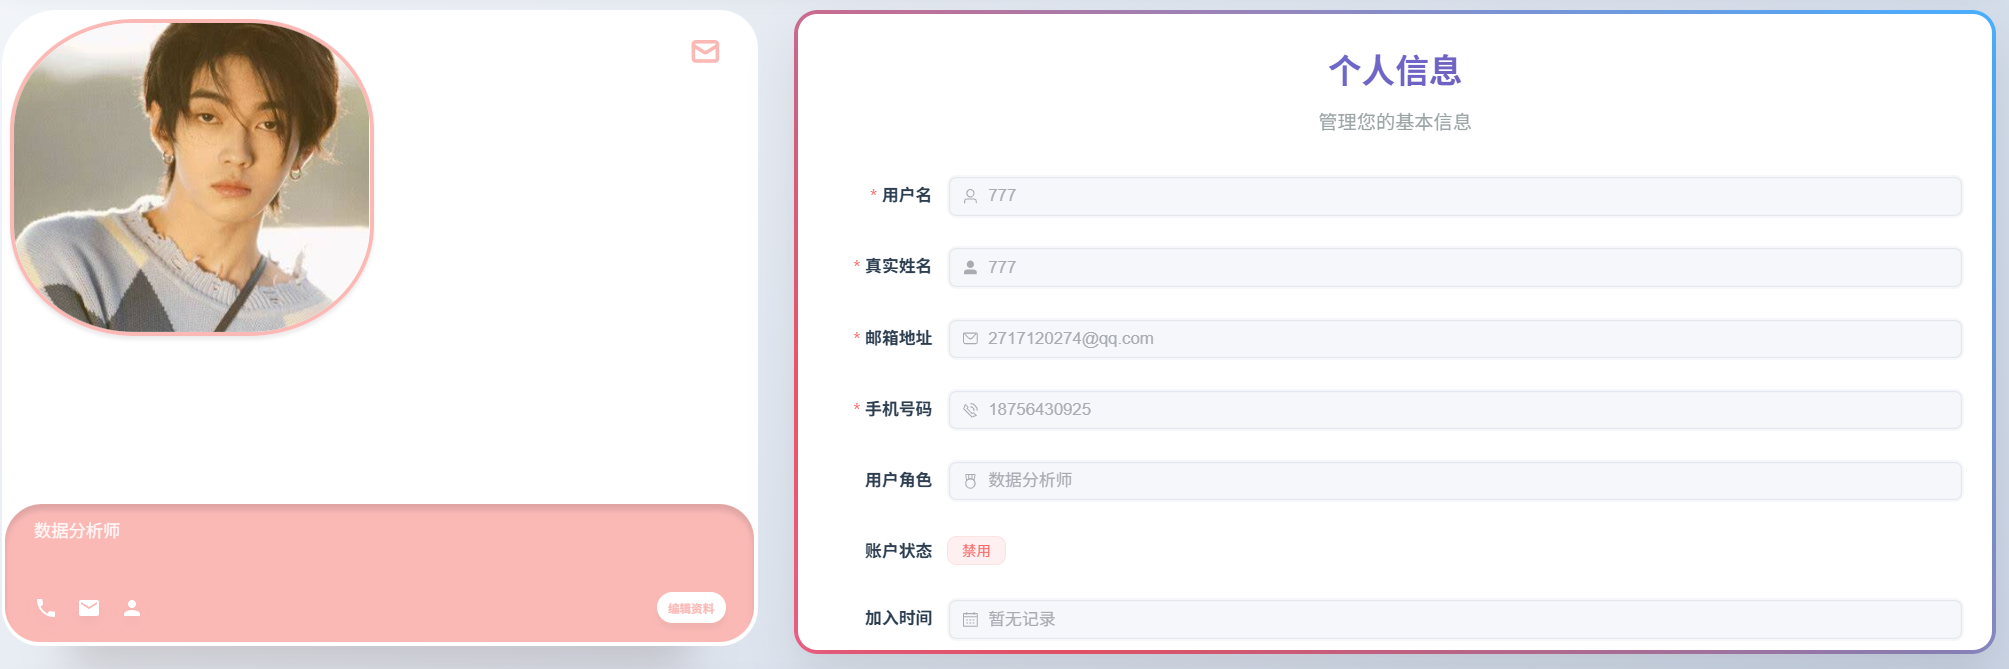 数据分析师
编辑资料
个人信息
管理您的基本信息
* 用户名 777
* 真实姓名 777
* 邮箱地址 2717120274@qq.com
* 手机号码 18756430925
用户角色 数据分析师
账户状态 禁用
加入时间 暂无记录